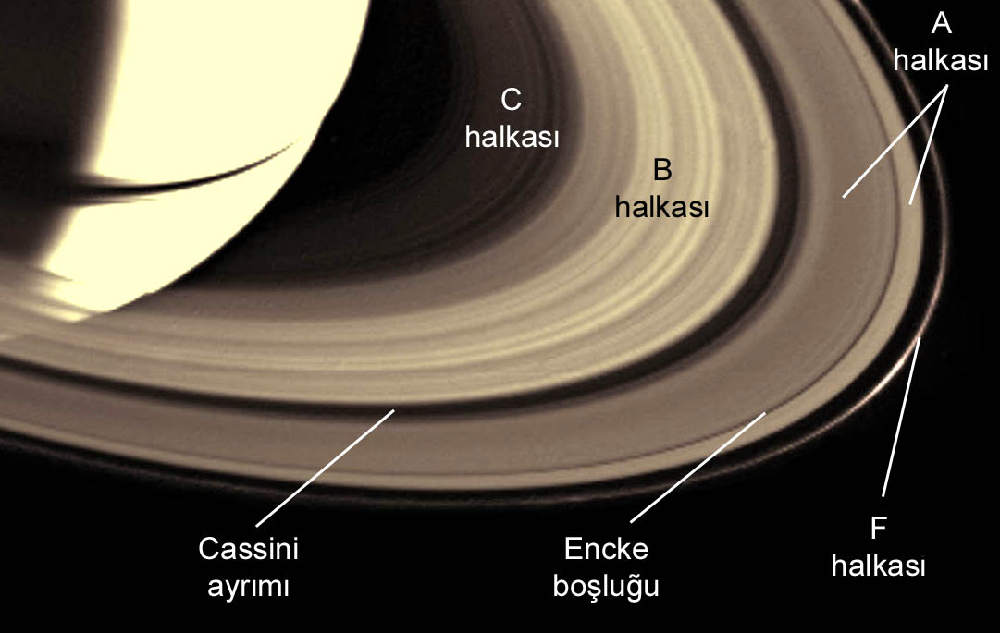 A
halkası
C
halkası
B
halkası
Cassini
ayrımı
Encke
boşluğu
F
halkası